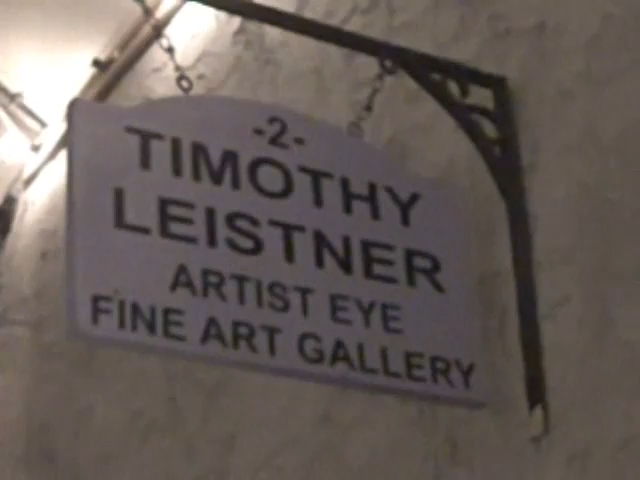 -2-
TIMOTHY
LEISTNER
ARTIST EYE
FINE ART GALLERY